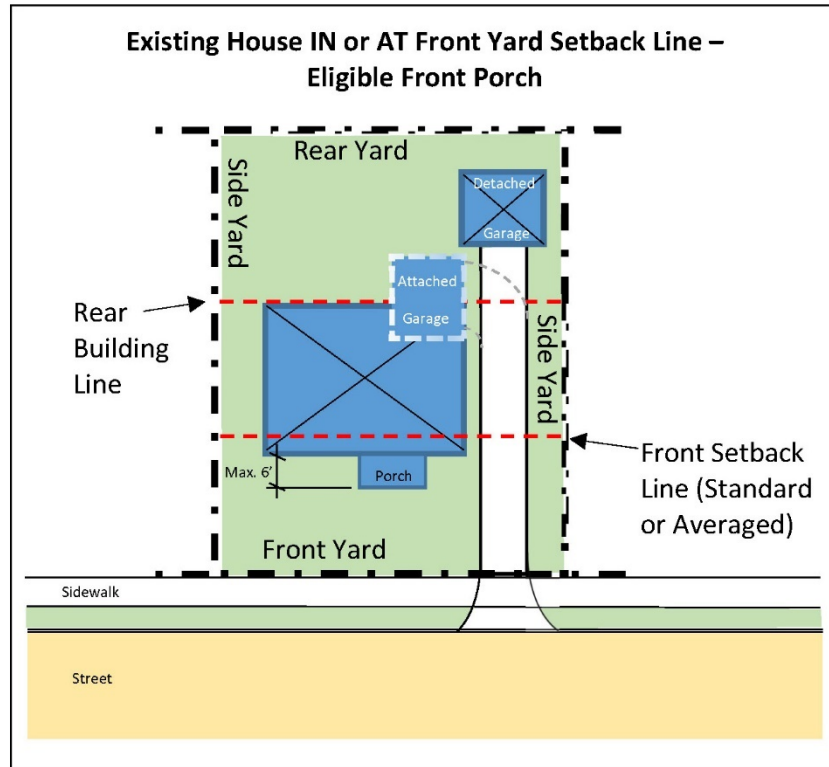 Existing House IN or AT Front Yard Setback Line –
Eligible Front Porch
Rear Yard
Side Yard
Detached
Garage
Attached
Garage
Rear
Building
Line
Side Yard
Max. 6'
Porch
Front Setback
Line (Standard
or Averaged)
Front Yard
Sidewalk
Street